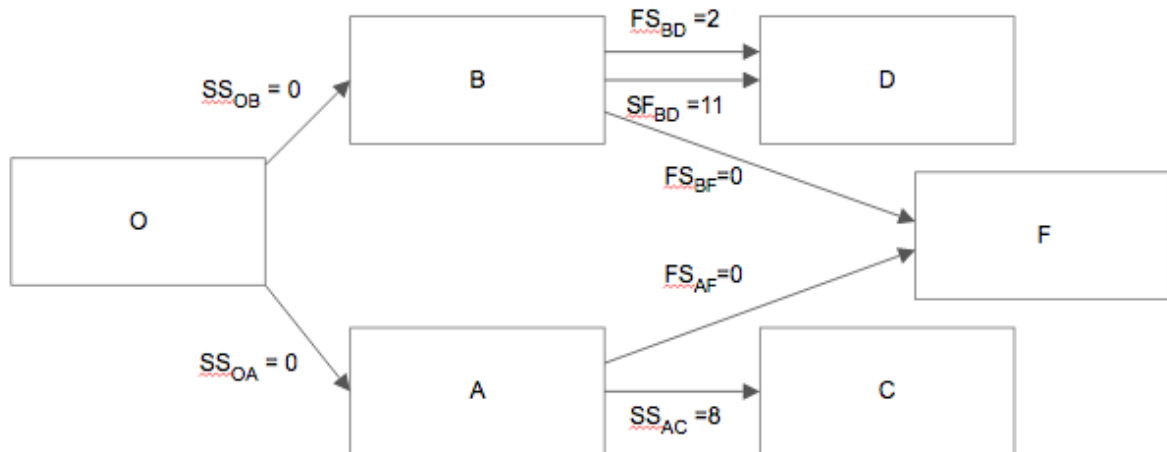 FS_BD =2
SS_OB = 0
B
D
SF_BD =11
O
FS_BF=0
F
FS_AF=0
SS_OA = 0
A
C
SS_AC =8